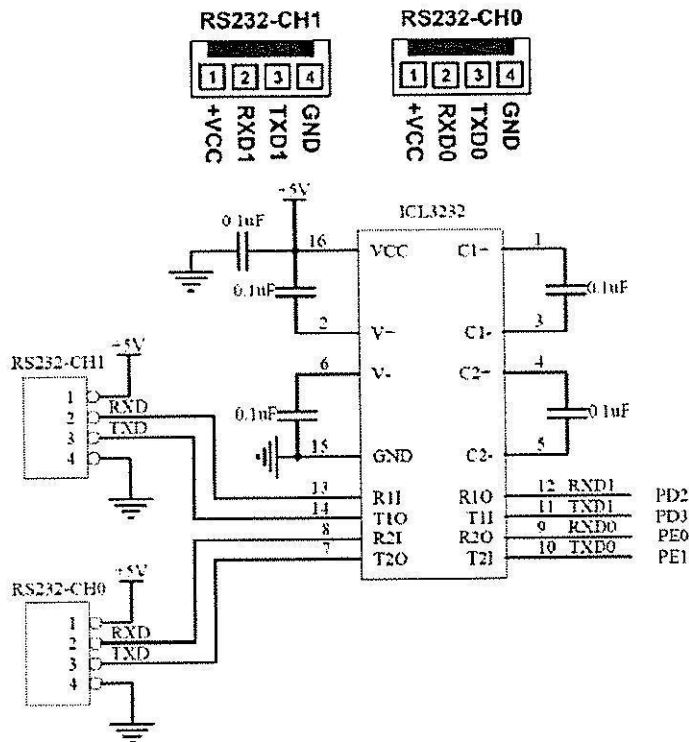 RS232-CH1
1 2 3 4
+VCC
RXD1
TXD1
GND
RS232-CH0
1 2 3 4
+VCC
RXD0
TXD0
GND
+5V
ICL3232
0.1uF
16
VCC
C1+
1
0.1uF
0.1uF
2
V+
C1-
3
6
V-
C2+
4
0.1uF
0.1uF
15
GND
C2-
5
RS232-CH1
+5V
1
2
RXD
3
TXD
4
13
R1I
R1O
12
RXD1
PD2
14
T1O
T1I
11
TXD1
PD3
8
R2I
R2O
9
RXD0
PE0
7
T2O
T2I
10
TXD0
PE1
RS232-CH0
+5V
1
2
RXD
3
TXD
4